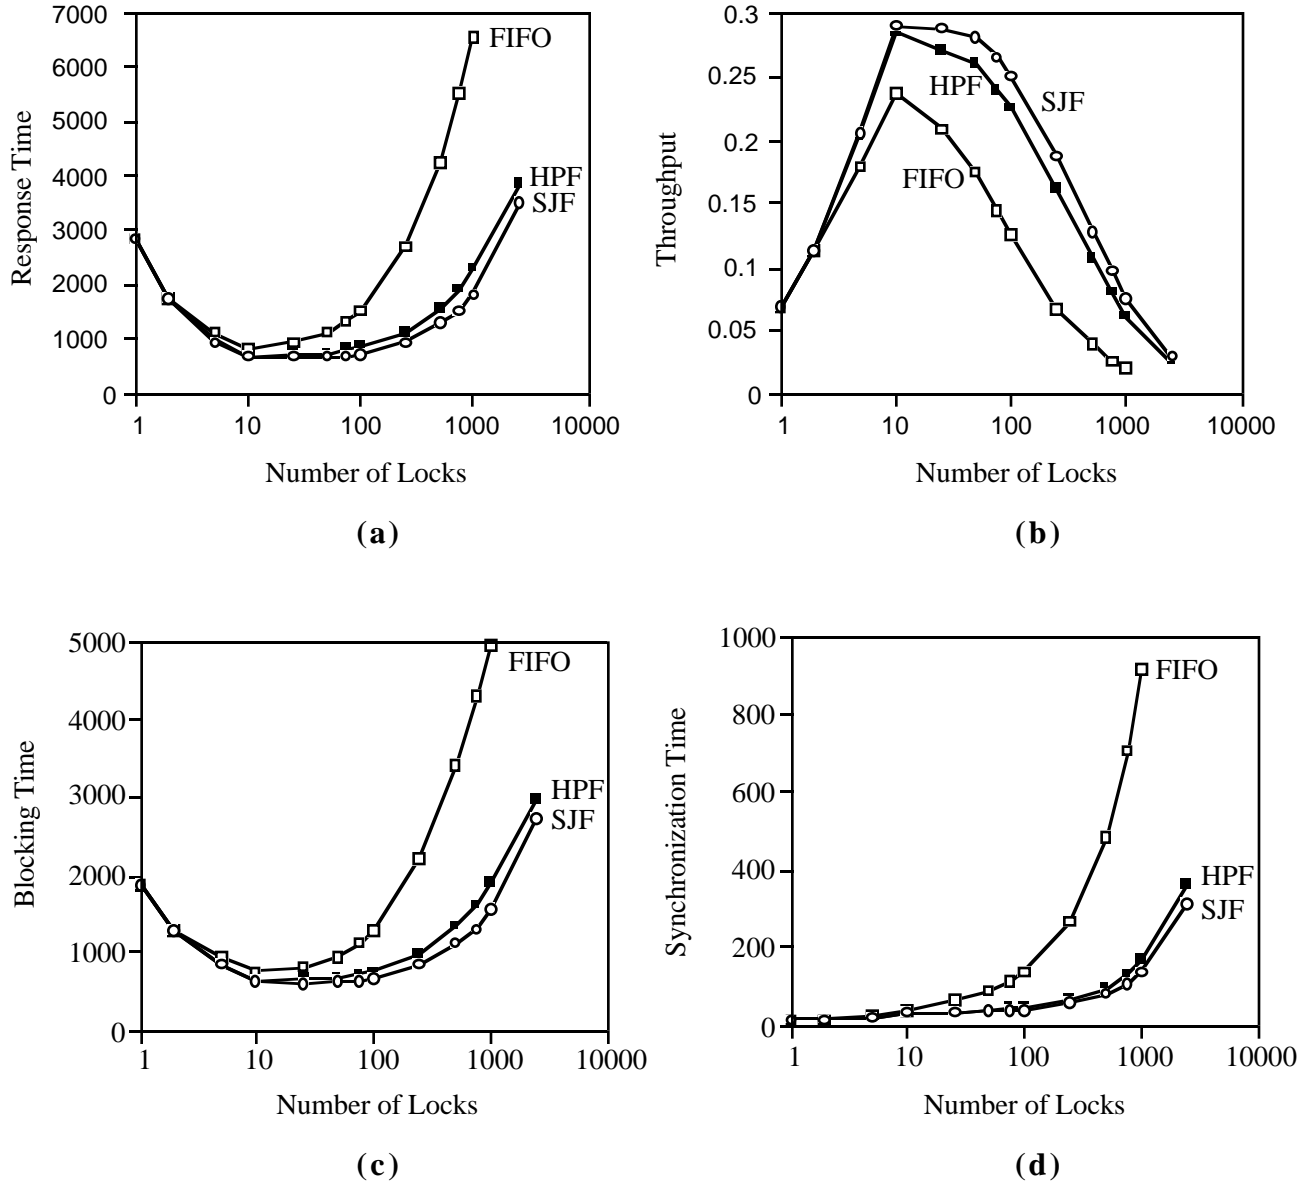 7000
6000
5000
4000
3000
2000
1000
0
Response Time
FIFO
HPF
SJF
1 10 100 1000 10000
Number of Locks
(a)
0.3
0.25
0.2
0.15
0.1
0.05
0
Throughput
HPF
SJF
FIFO
1 10 100 1000 10000
Number of Locks
(b)
5000
4000
3000
2000
1000
0
Blocking Time
FIFO
HPF
SJF
1 10 100 1000 10000
Number of Locks
(c)
1000
800
600
400
200
0
Synchronization Time
FIFO
HPF
SJF
1 10 100 1000 10000
Number of Locks
(d)